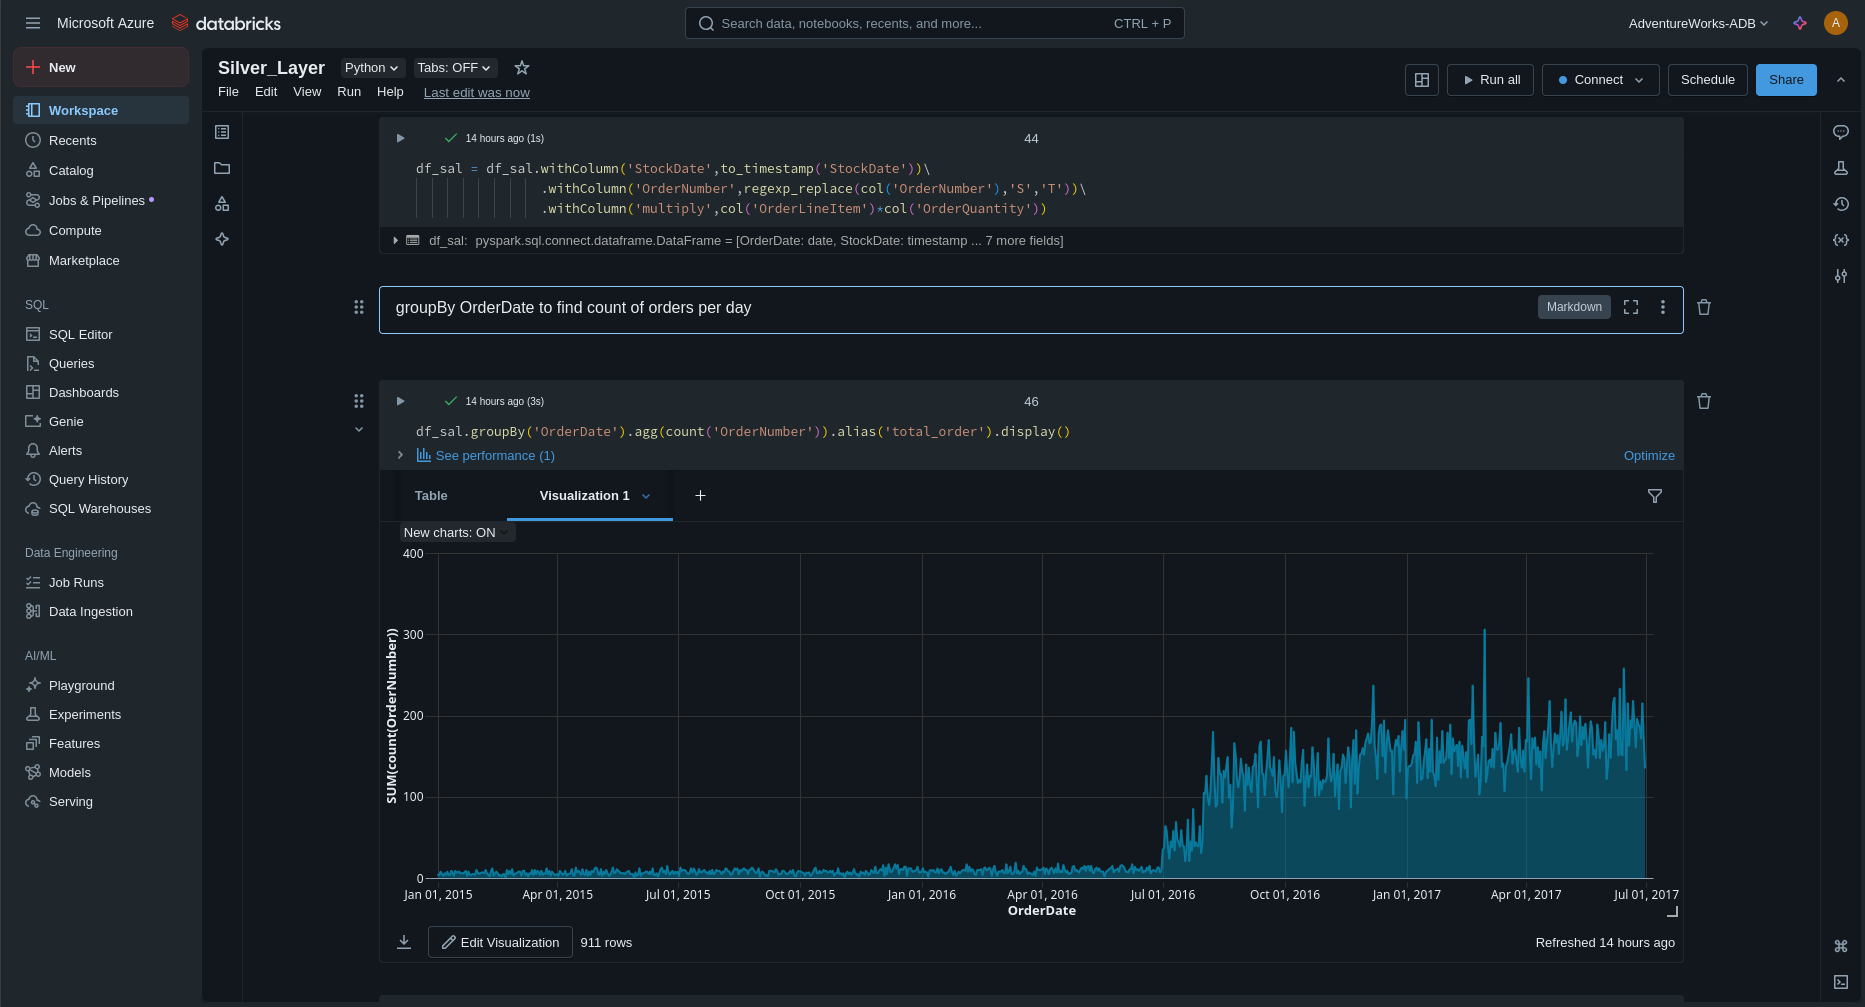 Microsoft Azure databricks
Search data, notebooks, recents, and more... CTRL + P
AdventureWorks-ADB
A
New
Workspace
Recents
Catalog
Jobs & Pipelines
Compute
Marketplace
SQL
SQL Editor
Queries
Dashboards
Genie
Alerts
Query History
SQL Warehouses
Data Engineering
Job Runs
Data Ingestion
AI/ML
Playground
Experiments
Features
Models
Serving
Silver_Layer Python Tabs: OFF
File Edit View Run Help Last edit was now
Run all Connect Schedule Share
14 hours ago (1s) 44
df_sal = df_sal.withColumn('StockDate',to_timestamp('StockDate'))\
.withColumn('OrderNumber',regexp_replace(col('OrderNumber'),'S','T'))\
.withColumn('multiply',col('OrderLineItem')*col('OrderQuantity'))
df_sal: pyspark.sql.connect.dataframe.DataFrame = [OrderDate: date, StockDate: timestamp ... 7 more fields]
groupBy OrderDate to find count of orders per day
Markdown
14 hours ago (3s) 46
df_sal.groupBy('OrderDate').agg(count('OrderNumber')).alias('total_order').display()
See performance (1) Optimize
Table Visualization 1 +
New charts: ON
400
300
200
100
0
SUM(count(OrderNumber))
Jan 01, 2015 Apr 01, 2015 Jul 01, 2015 Oct 01, 2015 Jan 01, 2016 Apr 01, 2016 Jul 01, 2016 Oct 01, 2016 Jan 01, 2017 Apr 01, 2017 Jul 01, 2017
OrderDate
Edit Visualization 911 rows Refreshed 14 hours ago